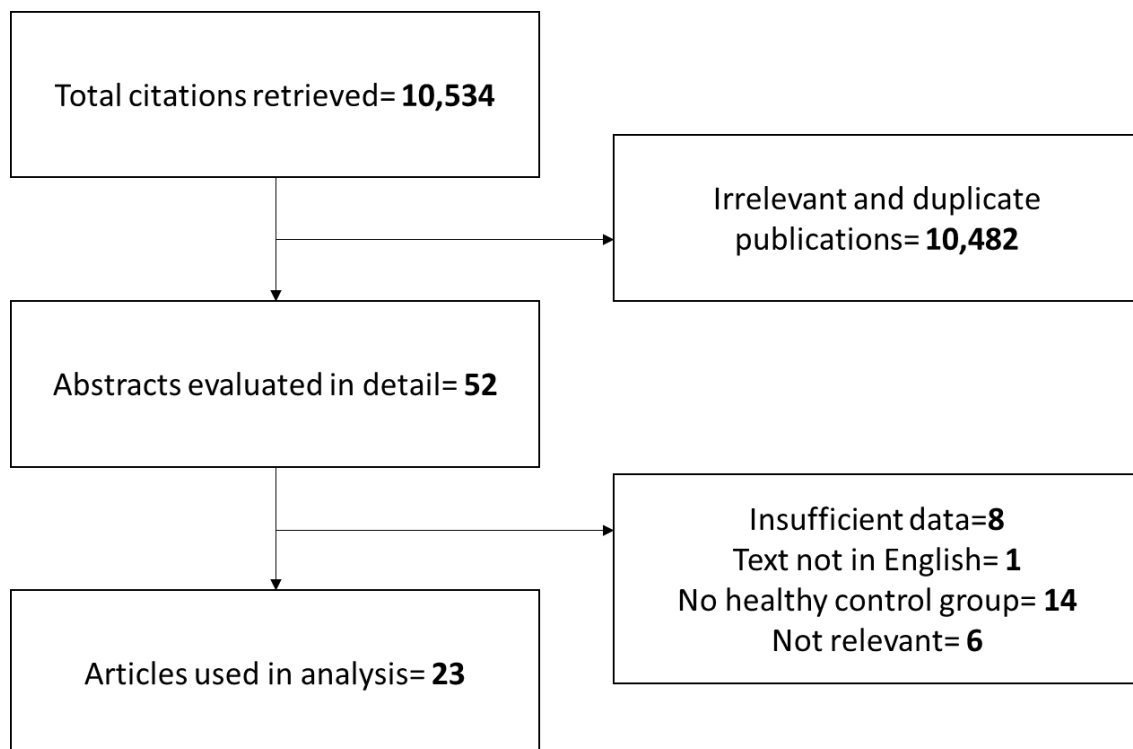 Total citations retrieved= 10,534
Irrelevant and duplicate
publications= 10,482
Abstracts evaluated in detail= 52
Insufficient data=8
Text not in English= 1
No healthy control group= 14
Not relevant= 6
Articles used in analysis= 23